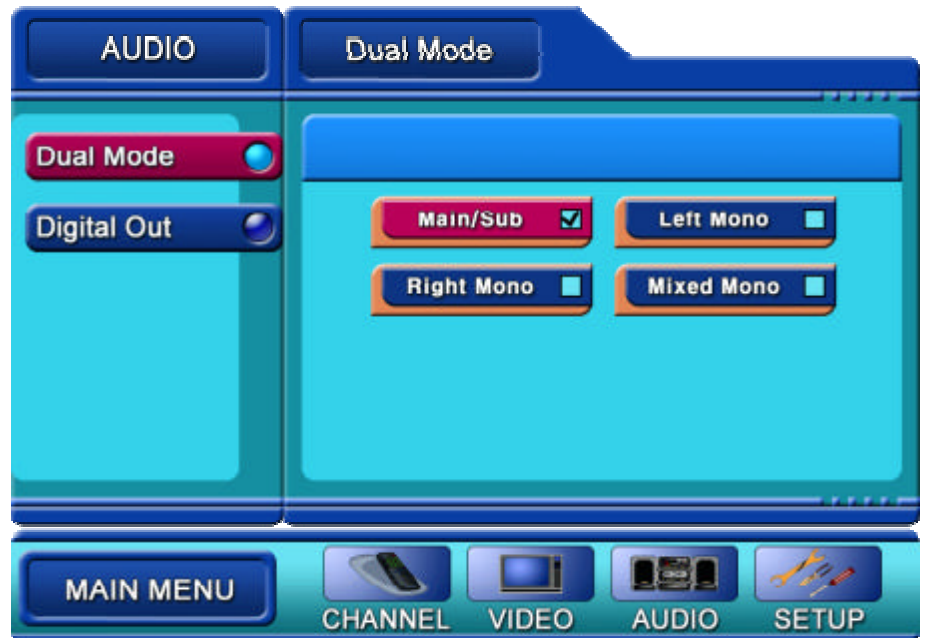 AUDIO
Dual Mode
Dual Mode
Digital Out
Main/Sub
Left Mono
Right Mono
Mixed Mono
MAIN MENU
CHANNEL
VIDEO
AUDIO
SETUP